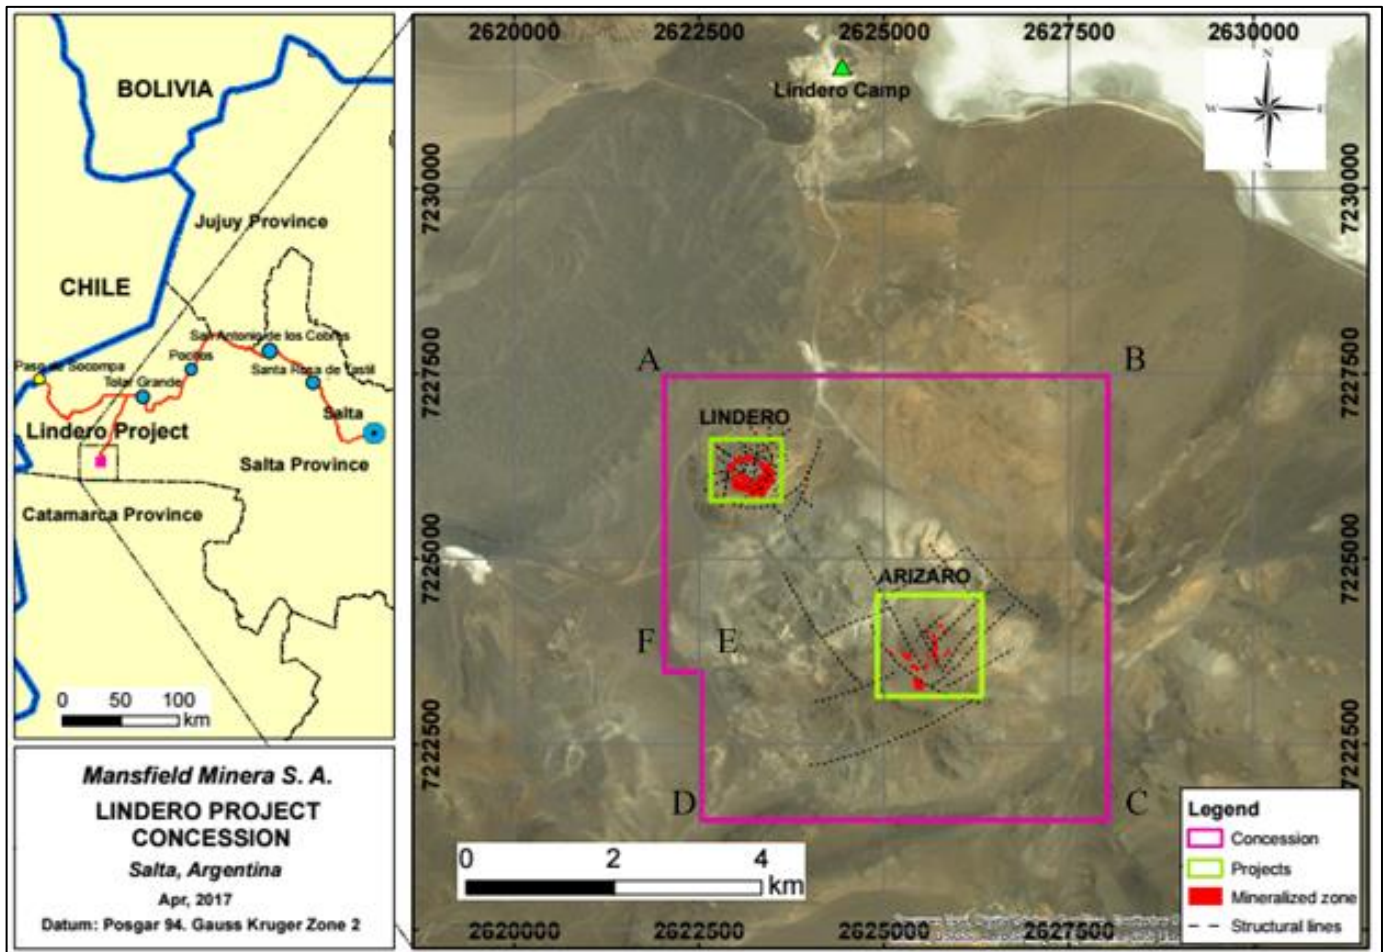 BOLIVIA
Jujuy Province
CHILE
San Antonio de los Cobres
Paso de Socompa
Pocitos
Tolar Grande
Santa Rosa de Tastil
Salta
Lindero Project
Salta Province
Catamarca Province
0 50 100
km
Mansfield Minera S. A.
LINDERO PROJECT
CONCESSION
Salta, Argentina
Apr, 2017
Datum: Posgar 94. Gauss Kruger Zone 2
2620000 2622500 2625000 2627500 2630000
Lindero Camp
N
W E
S
7230000 7230000
7227500 7227500
A B
LINDERO
7225000 7225000
ARIZARO
F E
7222500 7222500
D C
0 2 4
km
Legend
Concession
Projects
Mineralized zone
Structural lines
2620000 2622500 2625000 2627500 2630000